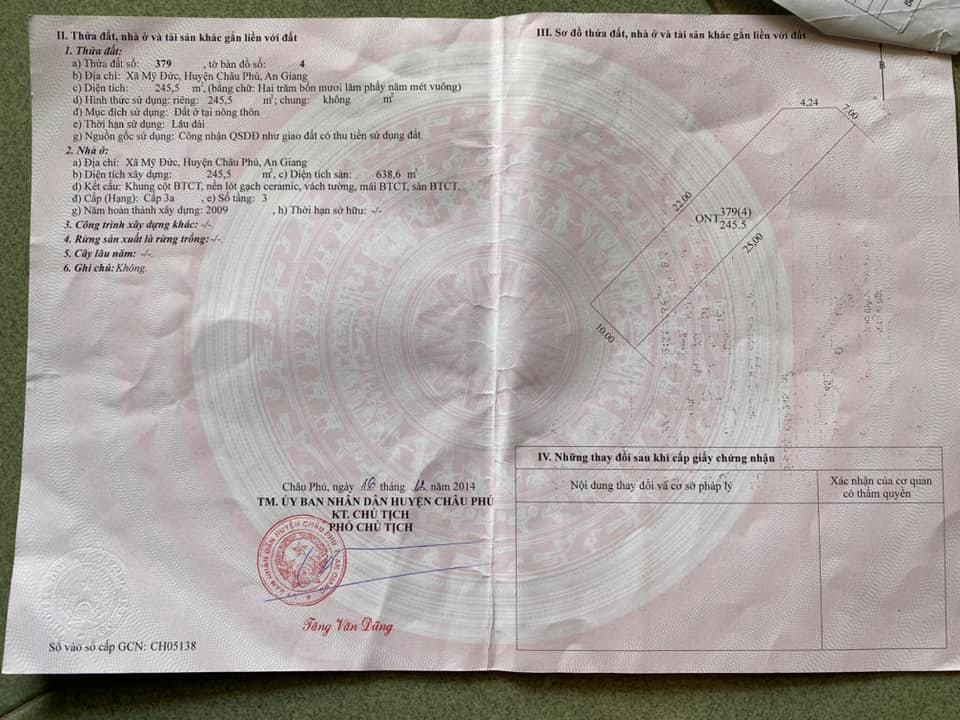 II. Thửa đất, nhà ở và tài sản khác gắn liền với đất
1. Thửa đất:
a) Thửa đất số: 379 , tờ bản đồ số: 4
b) Địa chỉ: Xã Mỹ Đức, Huyện Châu Phú, An Giang
c) Diện tích: 245,5 m², (bằng chữ: Hai trăm bốn mươi lăm phẩy năm mét vuông)
d) Hình thức sử dụng: riêng: 245,5 m²; chung: không m²
đ) Mục đích sử dụng: Đất ở tại nông thôn
e) Thời hạn sử dụng: Lâu dài
g) Nguồn gốc sử dụng: Công nhận QSDĐ như giao đất có thu tiền sử dụng đất
2. Nhà ở:
a) Địa chỉ: Xã Mỹ Đức, Huyện Châu Phú, An Giang
b) Diện tích xây dựng: 245,5 m², c) Diện tích sàn: 638,6 m²
d) Kết cấu: Khung cột BTCT, nền lót gạch ceramic, vách tường, mái BTCT, sàn BTCT.
đ) Cấp (Hạng): Cấp 3a , e) Số tầng: 3
g) Năm hoàn thành xây dựng: 2009 , h) Thời hạn sở hữu: -/-
3. Công trình xây dựng khác: -/-
4. Rừng sản xuất là rừng trồng: -/-
5. Cây lâu năm: -/-
6. Ghi chú: Không.
Châu Phú, ngày 16 tháng 12 năm 2014
TM. ỦY BAN NHÂN DÂN HUYỆN CHÂU PHÚ
KT. CHỦ TỊCH
PHÓ CHỦ TỊCH
ỦY BAN NHÂN DÂN HUYỆN CHÂU PHÚ AN GIANG
Tăng Văn Dãng
Số vào sổ cấp GCN: CH05138
III. Sơ đồ thửa đất, nhà ở và tài sản khác gắn liền với đất
B
4.24
7.00
22.00
ONT 379(4)
245.5
25.00
10.00
IV. Những thay đổi sau khi cấp giấy chứng nhận
Nội dung thay đổi và cơ sở pháp lý
Xác nhận của cơ quan
có thẩm quyền